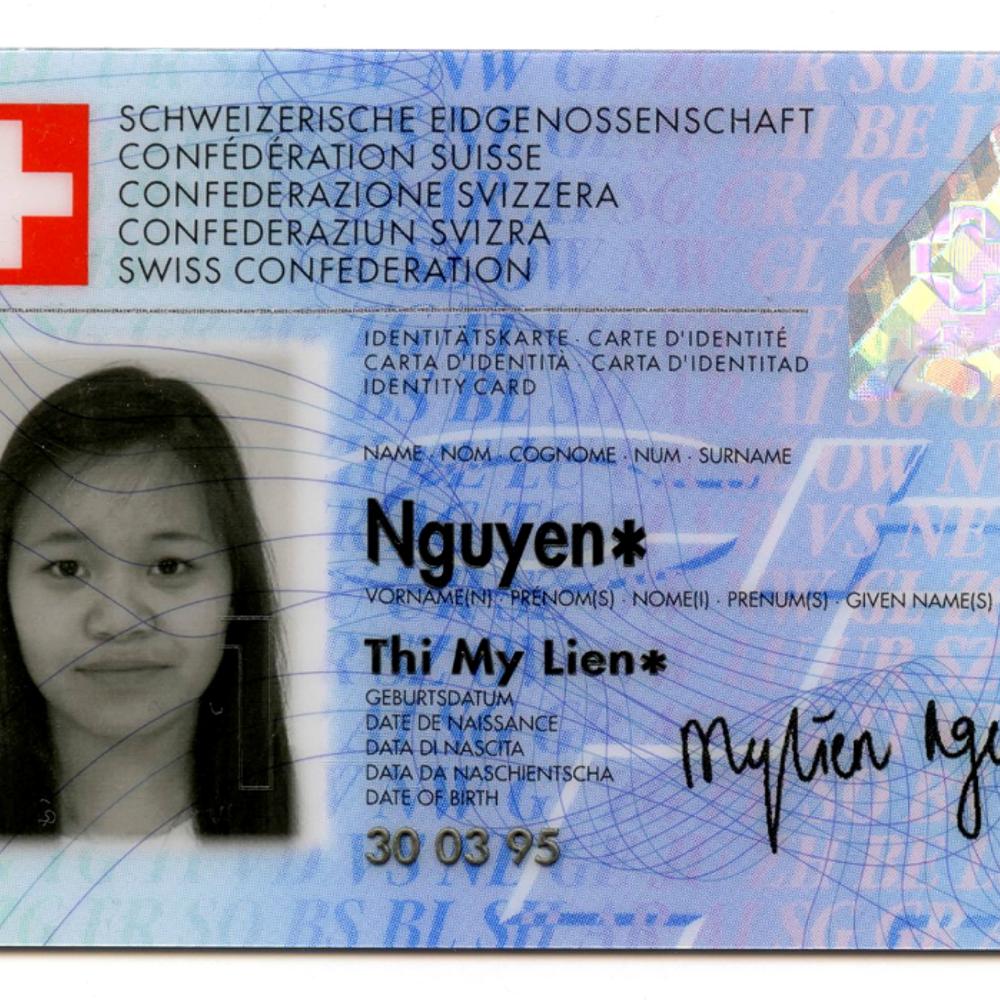 SCHWEIZERISCHE EIDGENOSSENSCHAFT
CONFÉDÉRATION SUISSE
CONFEDERAZIONE SVIZZERA
CONFEDERAZIUN SVIZRA
SWISS CONFEDERATION
IDENTITÄTSKARTE · CARTE D'IDENTITÉ
CARTA D'IDENTITÀ · CARTA D'IDENTITAD
IDENTITY CARD
NAME · NOM · COGNOME · NUM · SURNAME
Nguyen*
VORNAME(N) · PRÉNOM(S) · NOME(I) · PRENUM(S) · GIVEN NAME(S)
Thi My Lien*
GEBURTSDATUM
DATE DE NAISSANCE
DATA DI NASCITA
DATA DA NASCHIENTSCHA
DATE OF BIRTH
30 03 95
Mylien